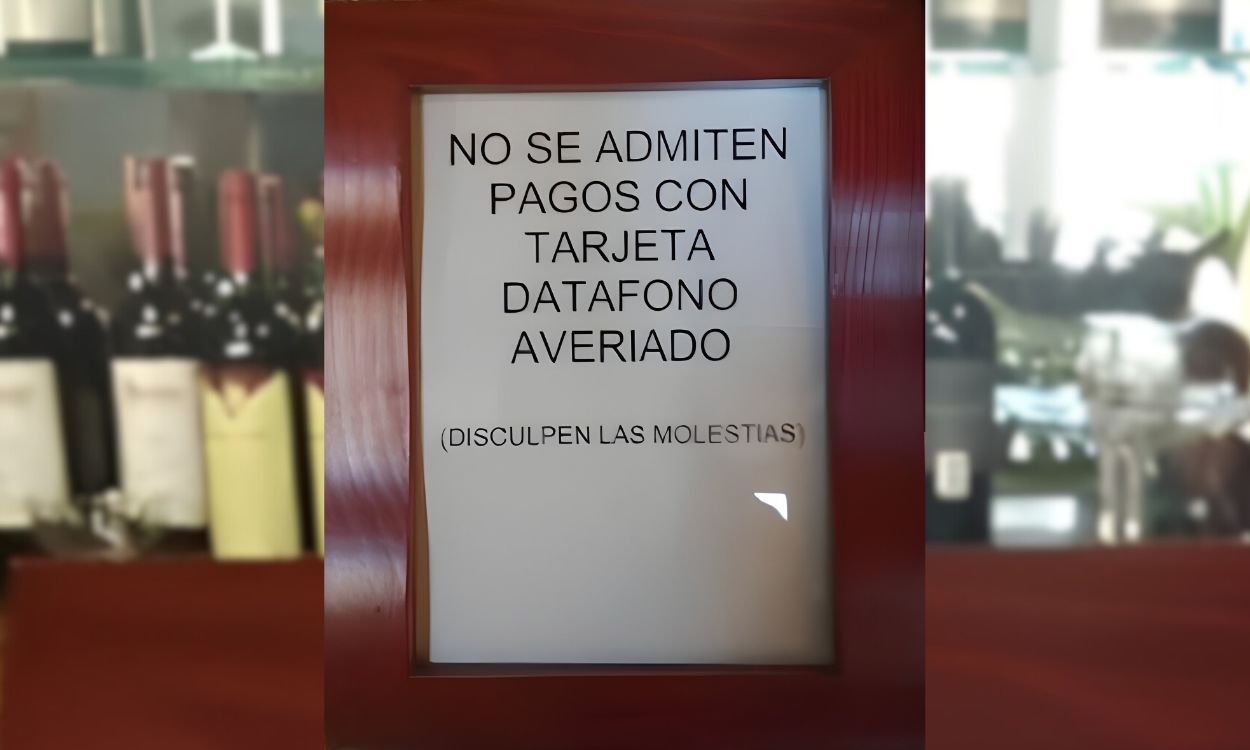 NO SE ADMITEN
PAGOS CON
TARJETA
DATAFONO
AVERIADO
(DISCULPEN LAS MOLESTIAS)